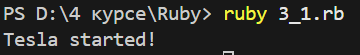 PS D:\4 курсе\Ruby> ruby 3_1.rb
Tesla started!